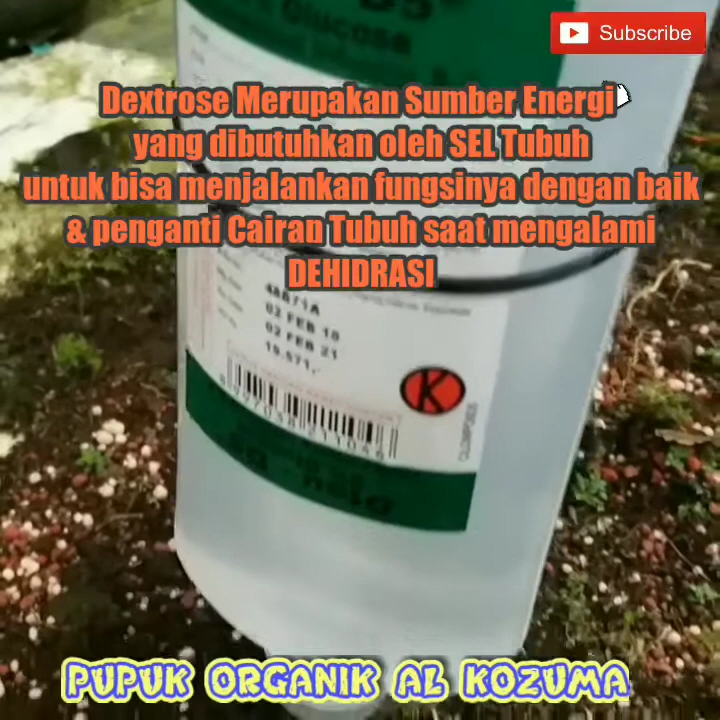 Subscribe
Glucose
Dextrose Merupakan Sumber Energi
yang dibutuhkan oleh SEL Tubuh
untuk bisa menjalankan fungsinya dengan baik
& penganti Cairan Tubuh saat mengalami
DEHIDRASI
02 FEB 18
02 FEB 21
K
PUPUK ORGANIK AL KOZUMA